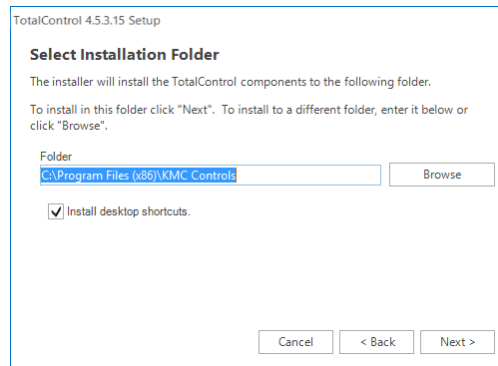 TotalControl 4.5.3.15 Setup
Select Installation Folder
The installer will install the TotalControl components to the following folder.
To install in this folder click "Next".  To install to a different folder, enter it below or
click "Browse".
Folder
C:\Program Files (x86)\KMC Controls
Browse
Install desktop shortcuts.
Cancel
< Back
Next >